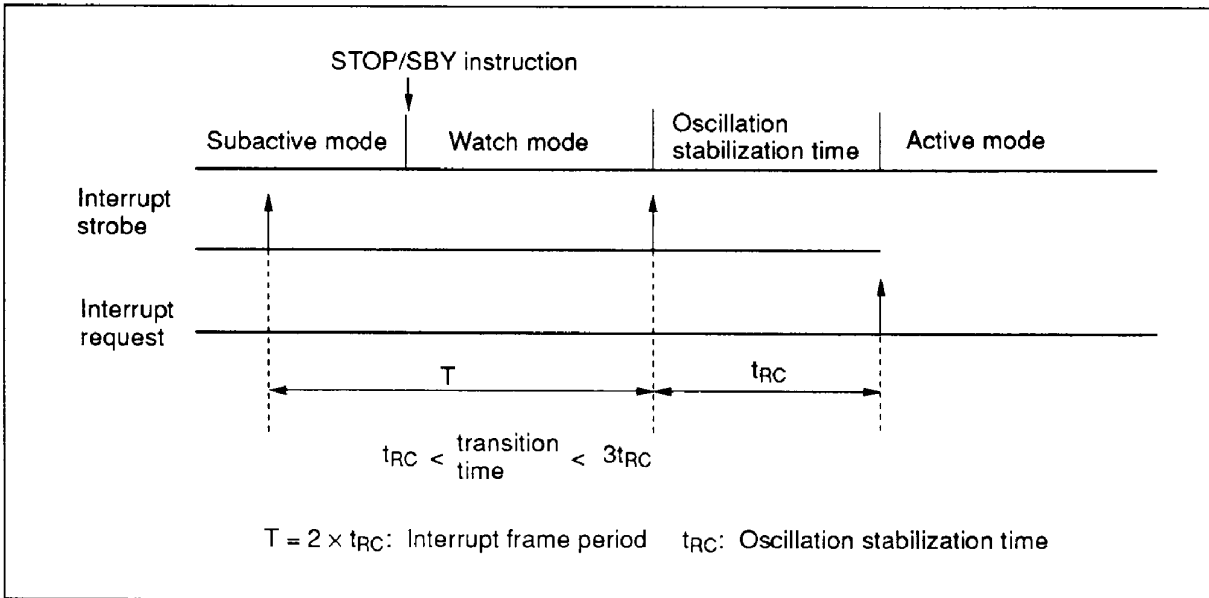 STOP/SBY instruction
Subactive mode
Watch mode
Oscillation
stabilization time
Active mode
Interrupt
strobe
Interrupt
request
T
tRC
tRC < transition time < 3tRC
T = 2 × tRC: Interrupt frame period tRC: Oscillation stabilization time